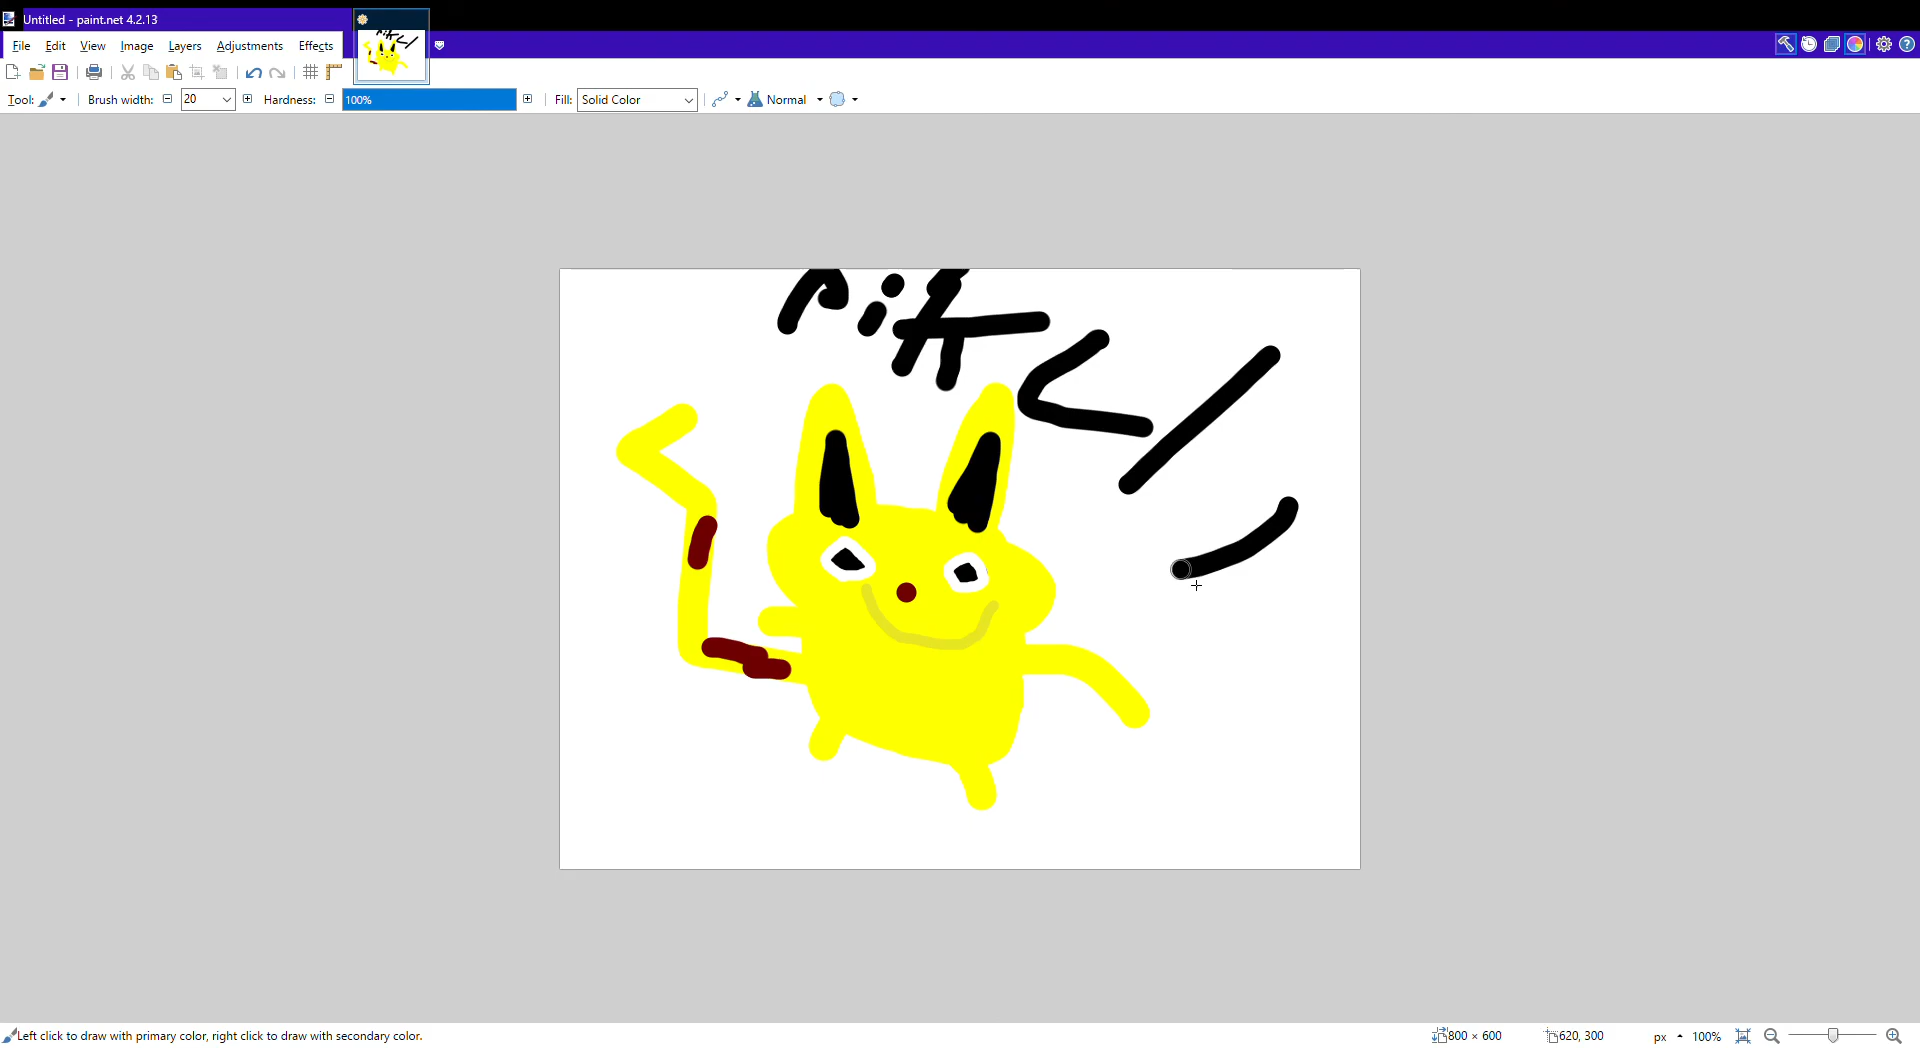 Untitled - paint.net 4.2.13
File Edit View Image Layers Adjustments Effects
Tool: Brush width: 20 Hardness: 100% Fill: Solid Color Normal
Left click to draw with primary color, right click to draw with secondary color. 800 × 600 620, 300 px 100%